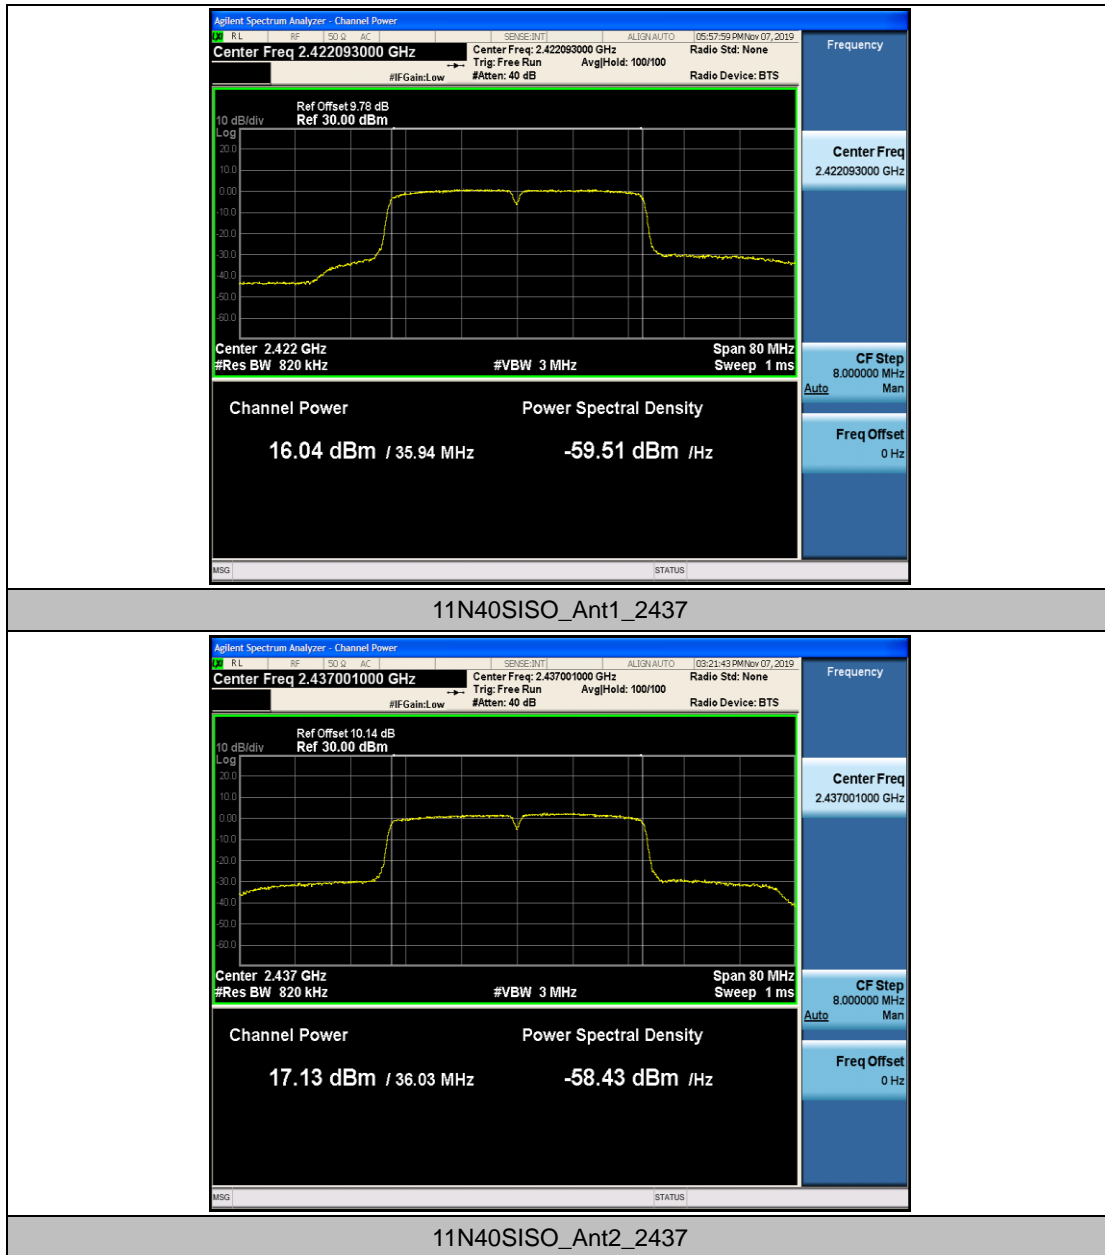 Agilent Spectrum Analyzer - Channel Power
RL RF 50 Ω AC SENSE:INT ALIGN AUTO 05:57:59 PM Nov 07, 2019
Center Freq 2.422093000 GHz
Center Freq: 2.422093000 GHz Radio Std: None
Trig: Free Run Avg|Hold: 100/100
#IFGain:Low #Atten: 40 dB Radio Device: BTS
Frequency
Ref Offset 9.78 dB
10 dB/div Ref 30.00 dBm
Log
20.0
10.0
0.00
-10.0
-20.0
-30.0
-40.0
-50.0
-60.0
Center Freq
2.422093000 GHz
Center 2.422 GHz Span 80 MHz
#Res BW 820 kHz #VBW 3 MHz Sweep 1 ms
CF Step
8.000000 MHz
Auto Man
Channel Power Power Spectral Density
16.04 dBm / 35.94 MHz -59.51 dBm /Hz
Freq Offset
0 Hz
MSG STATUS
11N40SISO_Ant1_2437
Agilent Spectrum Analyzer - Channel Power
RL RF 50 Ω AC SENSE:INT ALIGN AUTO 03:21:43 PM Nov 07, 2019
Center Freq 2.437001000 GHz
Center Freq: 2.437001000 GHz Radio Std: None
Trig: Free Run Avg|Hold: 100/100
#IFGain:Low #Atten: 40 dB Radio Device: BTS
Frequency
Ref Offset 10.14 dB
10 dB/div Ref 30.00 dBm
Log
20.0
10.0
0.00
-10.0
-20.0
-30.0
-40.0
-50.0
-60.0
Center Freq
2.437001000 GHz
Center 2.437 GHz Span 80 MHz
#Res BW 820 kHz #VBW 3 MHz Sweep 1 ms
CF Step
8.000000 MHz
Auto Man
Channel Power Power Spectral Density
17.13 dBm / 36.03 MHz -58.43 dBm /Hz
Freq Offset
0 Hz
MSG STATUS
11N40SISO_Ant2_2437